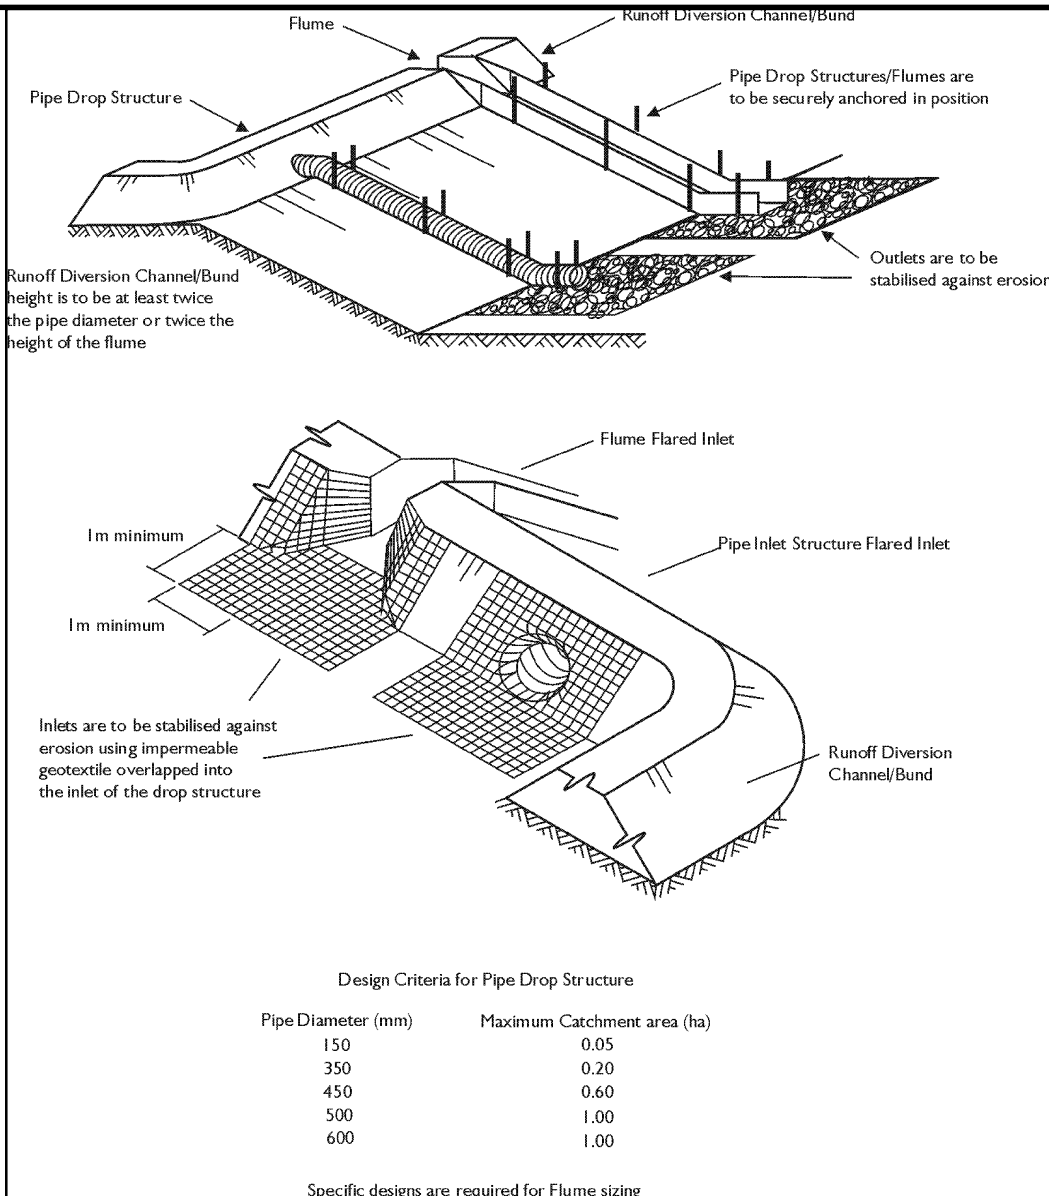 Runoff Diversion Channel/Bund
Flume
Pipe Drop Structures/Flumes are
to be securely anchored in position
Pipe Drop Structure
Outlets are to be
stabilised against erosion
Runoff Diversion Channel/Bund
height is to be at least twice
the pipe diameter or twice the
height of the flume
Flume Flared Inlet
1m minimum
Pipe Inlet Structure Flared Inlet
1m minimum
Inlets are to be stabilised against
erosion using impermeable
geotextile overlapped into
the inlet of the drop structure
Runoff Diversion
Channel/Bund
Design Criteria for Pipe Drop Structure
Pipe Diameter (mm) Maximum Catchment area (ha)
150 0.05
350 0.20
450 0.60
500 1.00
600 1.00
Specific designs are required for Flume sizing